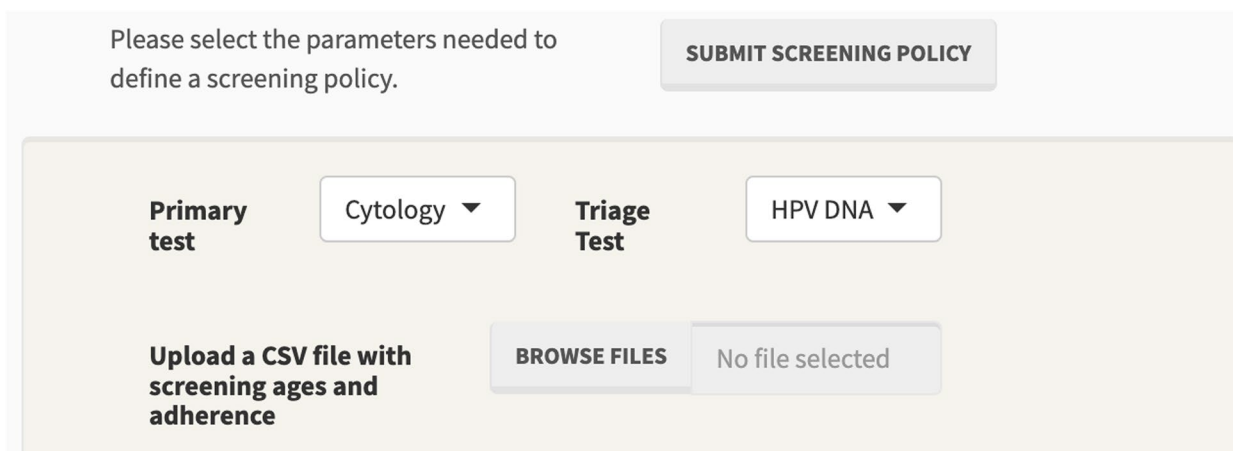 Please select the parameters needed to
define a screening policy.
SUBMIT SCREENING POLICY
Primary
test
Cytology
Triage
Test
HPV DNA
Upload a CSV file with
screening ages and
adherence
BROWSE FILES
No file selected